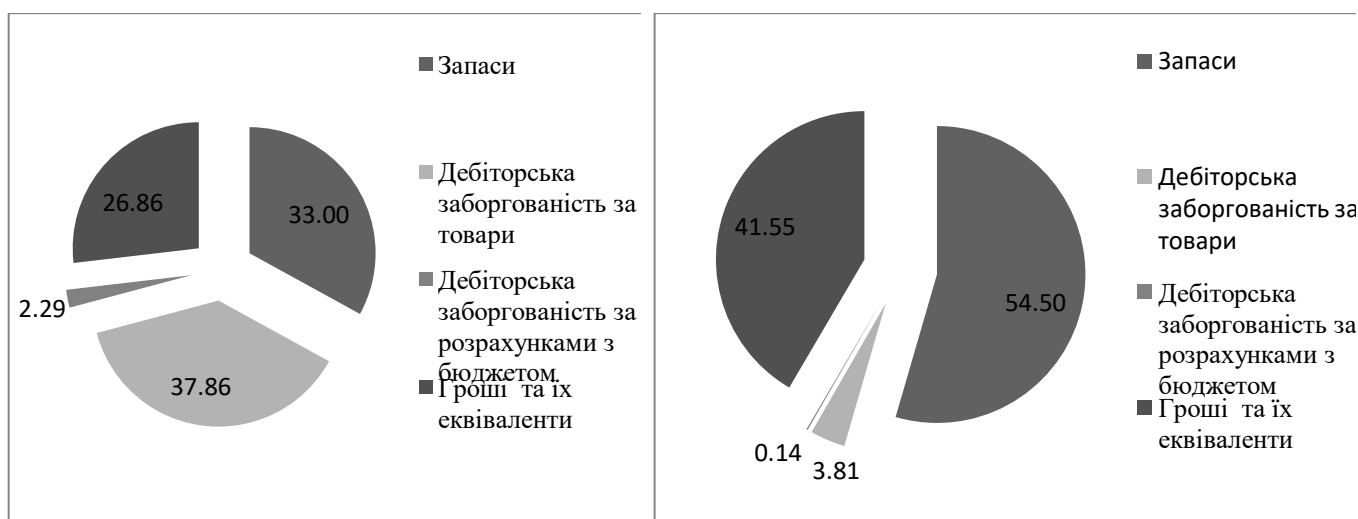 Запаси
Дебіторська
заборгованість за
товари
Дебіторська
заборгованість за
розрахунками з
бюджетом
Гроші та їх
еквіваленти
26.86
33.00
2.29
37.86
Запаси
Дебіторська
заборгованість за
товари
Дебіторська
заборгованість за
розрахунками з
бюджетом
Гроші та їх
еквіваленти
41.55
54.50
0.14
3.81